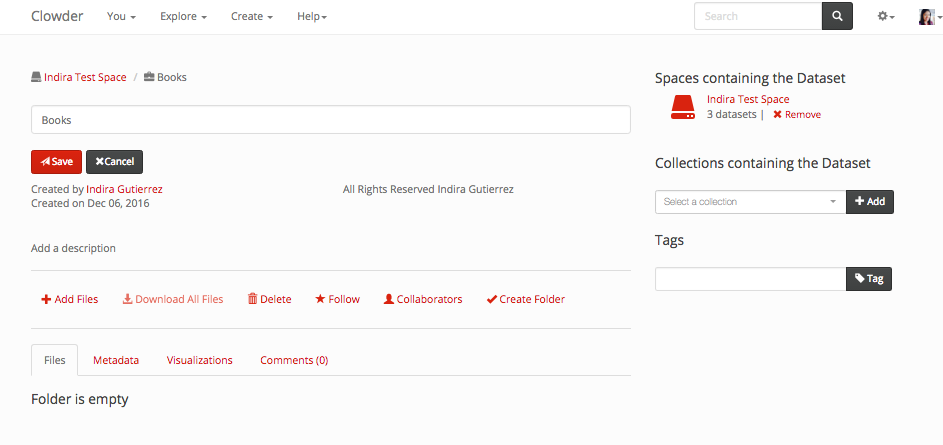 Clowder You Explore Create Help Search
Indira Test Space / Books
Books
Save Cancel
Created by Indira Gutierrez
Created on Dec 06, 2016
All Rights Reserved Indira Gutierrez
Add a description
Add Files Download All Files Delete Follow Collaborators Create Folder
Files Metadata Visualizations Comments (0)
Folder is empty
Spaces containing the Dataset
Indira Test Space
3 datasets | Remove
Collections containing the Dataset
Select a collection Add
Tags
Tag